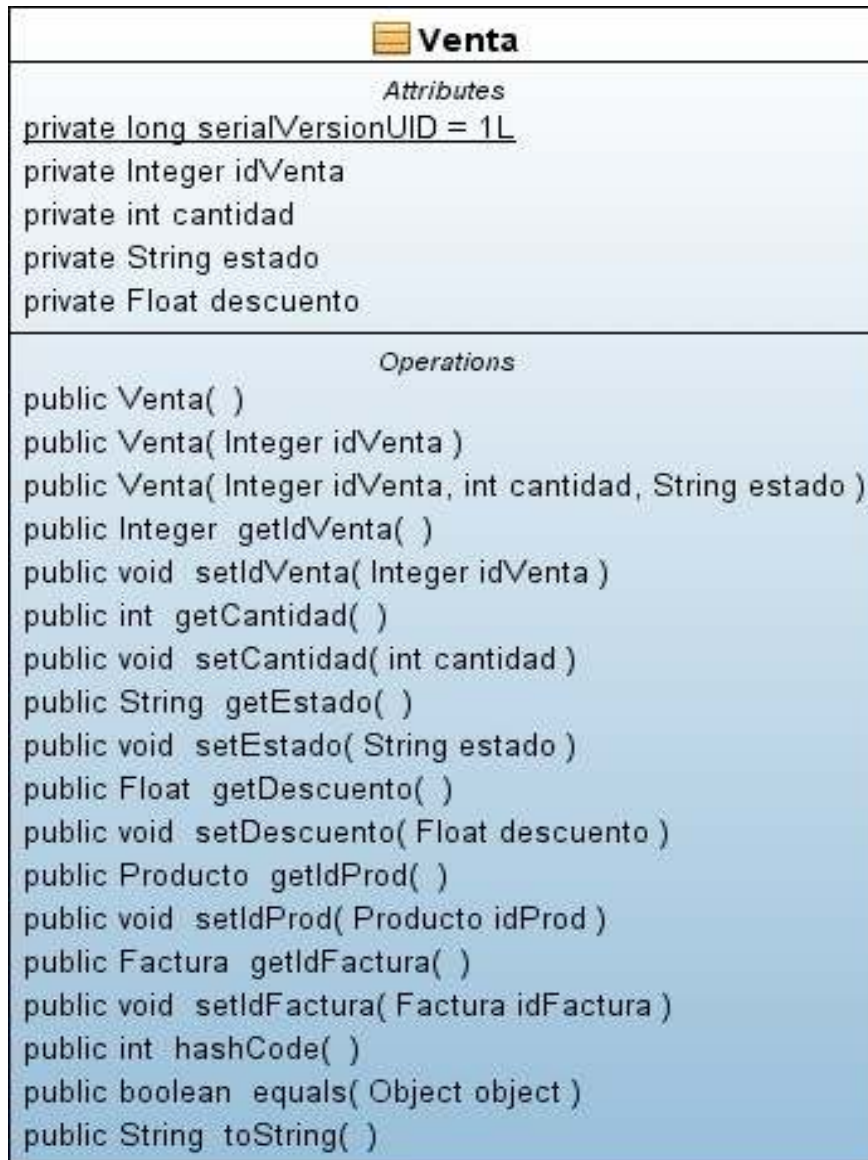 Venta
Attributes
private long serialVersionUID = 1L
private Integer idVenta
private int cantidad
private String estado
private Float descuento
Operations
public Venta( )
public Venta( Integer idVenta )
public Venta( Integer idVenta, int cantidad, String estado )
public Integer getIdVenta( )
public void setIdVenta( Integer idVenta )
public int getCantidad( )
public void setCantidad( int cantidad )
public String getEstado( )
public void setEstado( String estado )
public Float getDescuento( )
public void setDescuento( Float descuento )
public Producto getIdProd( )
public void setIdProd( Producto idProd )
public Factura getIdFactura( )
public void setIdFactura( Factura idFactura )
public int hashCode( )
public boolean equals( Object object )
public String toString( )